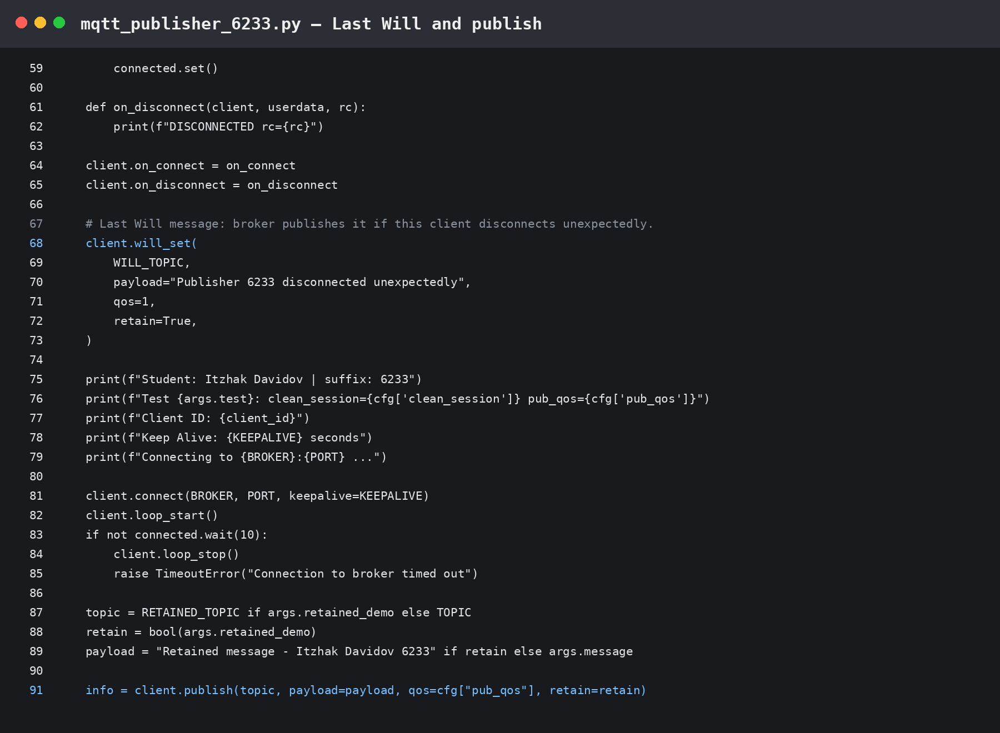 mqtt_publisher_6233.py — Last Will and publish
59          connected.set()
60
61      def on_disconnect(client, userdata, rc):
62          print(f"DISCONNECTED rc={rc}")
63
64      client.on_connect = on_connect
65      client.on_disconnect = on_disconnect
66
67      # Last Will message: broker publishes it if this client disconnects unexpectedly.
68      client.will_set(
69          WILL_TOPIC,
70          payload="Publisher 6233 disconnected unexpectedly",
71          qos=1,
72          retain=True,
73      )
74
75      print(f"Student: Itzhak Davidov | suffix: 6233")
76      print(f"Test {args.test}: clean_session={cfg['clean_session']} pub_qos={cfg['pub_qos']}")
77      print(f"Client ID: {client_id}")
78      print(f"Keep Alive: {KEEPALIVE} seconds")
79      print(f"Connecting to {BROKER}:{PORT} ...")
80
81      client.connect(BROKER, PORT, keepalive=KEEPALIVE)
82      client.loop_start()
83      if not connected.wait(10):
84          client.loop_stop()
85          raise TimeoutError("Connection to broker timed out")
86
87      topic = RETAINED_TOPIC if args.retained_demo else TOPIC
88      retain = bool(args.retained_demo)
89      payload = "Retained message - Itzhak Davidov 6233" if retain else args.message
90
91      info = client.publish(topic, payload=payload, qos=cfg["pub_qos"], retain=retain)